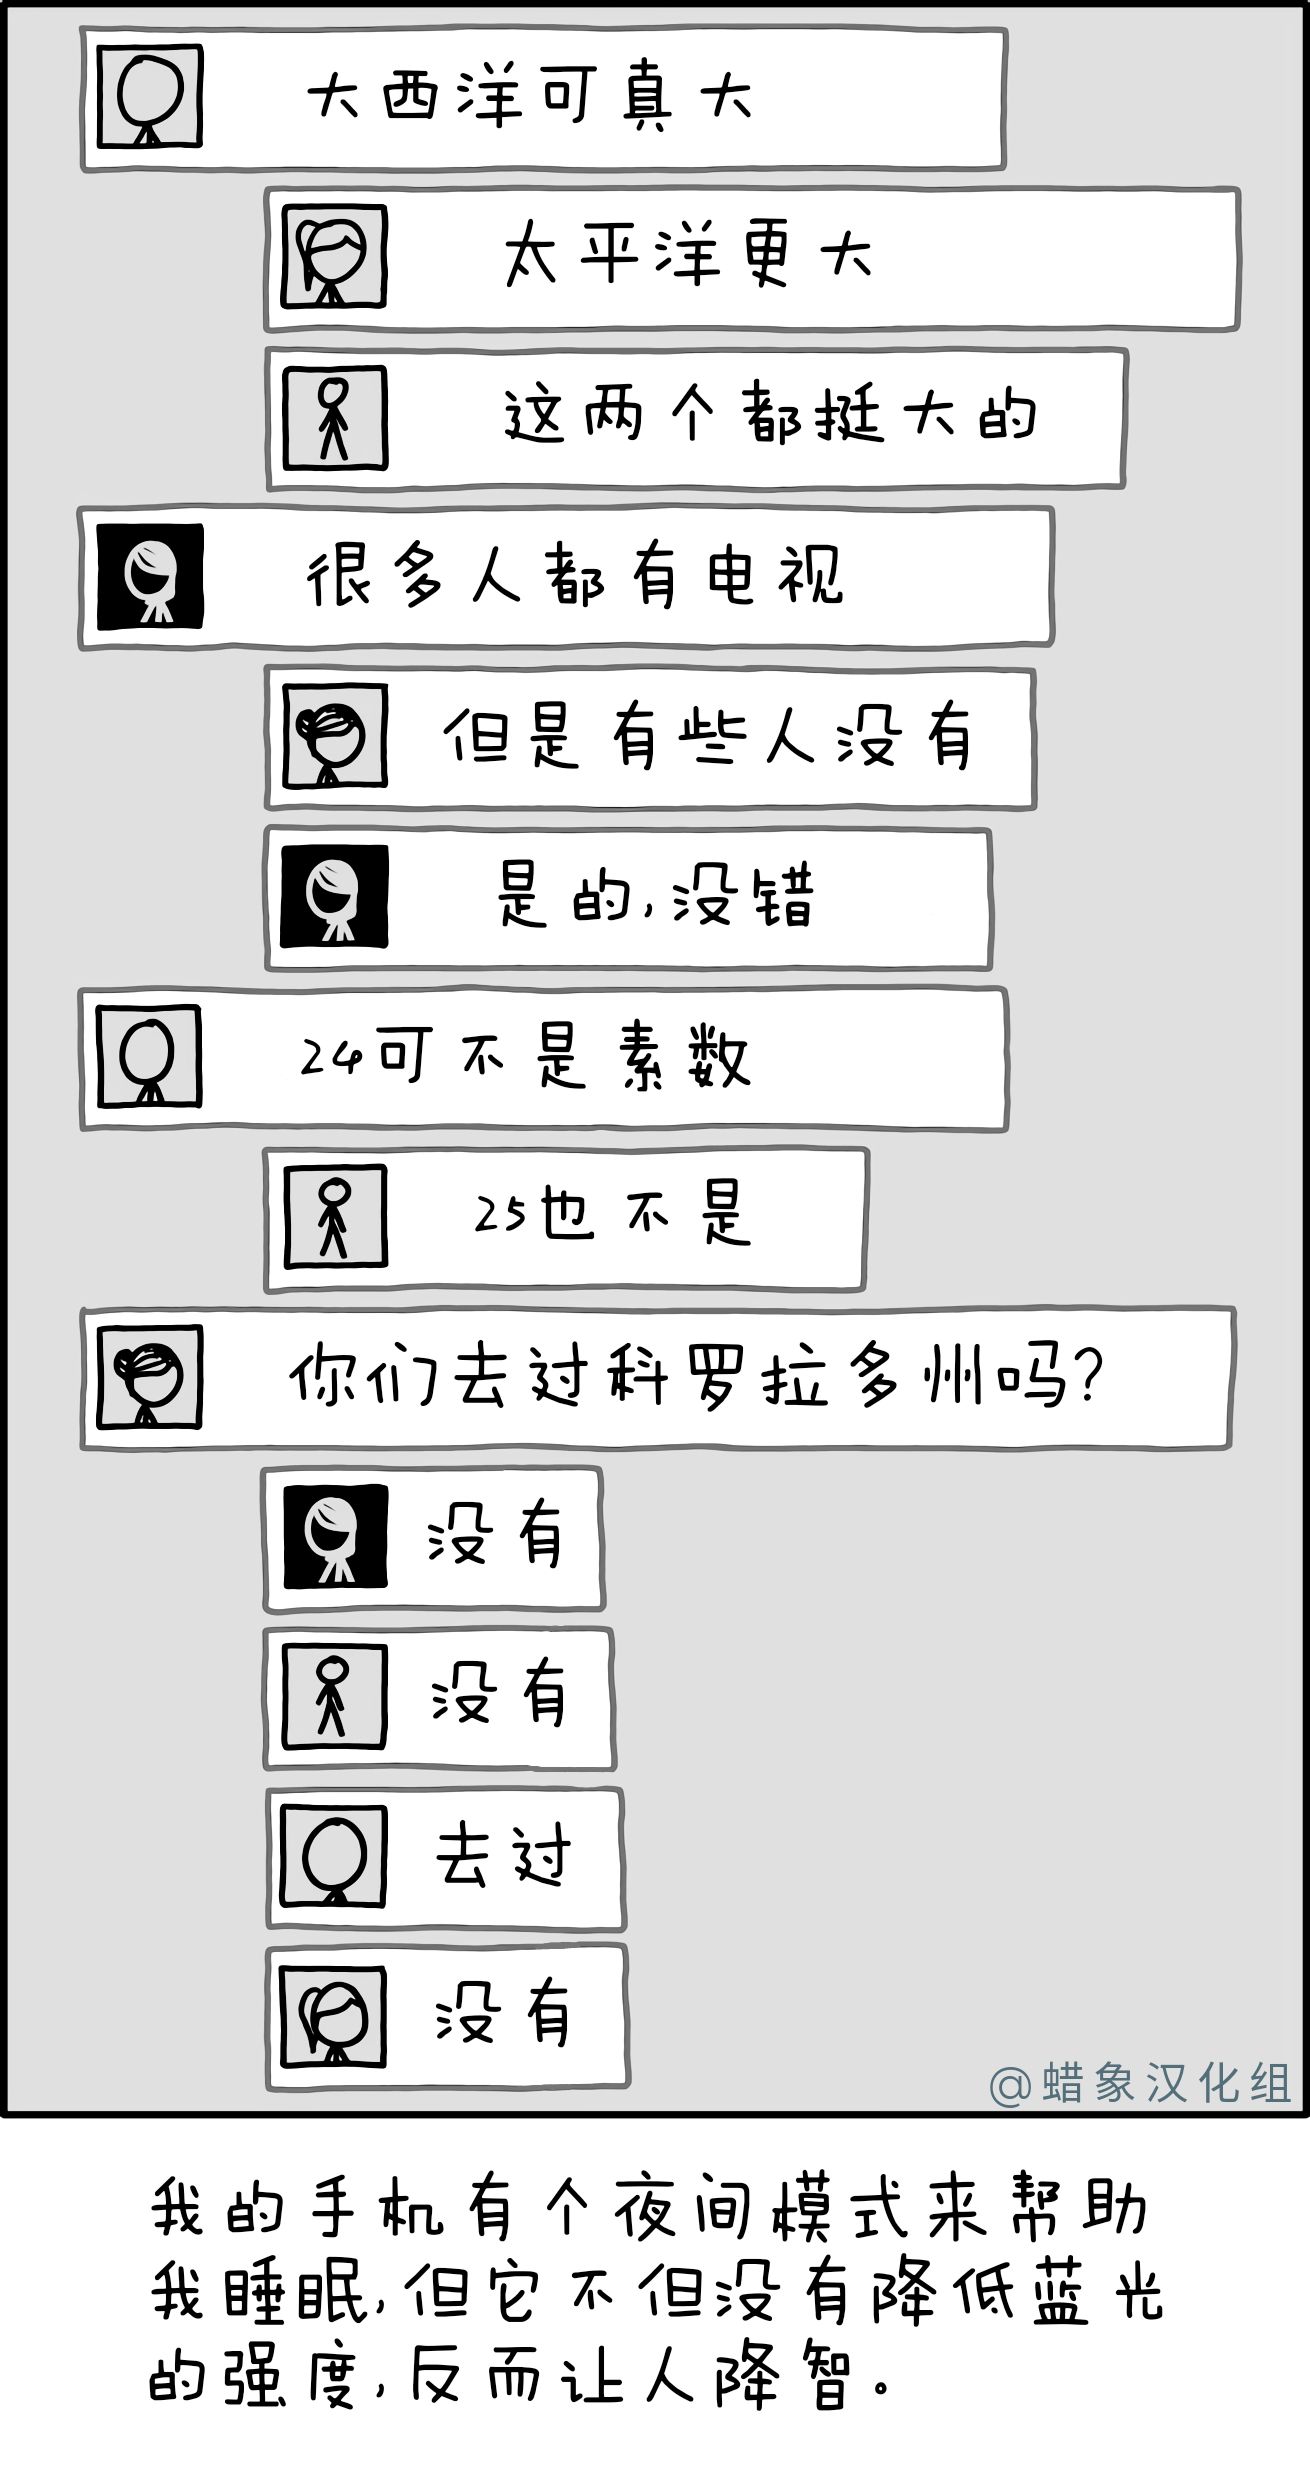 大西洋可真大
太平洋更大
这两个都挺大的
很多人都有电视
但是有些人没有
是的,没错
24可不是素数
25也不是
你们去过科罗拉多州吗?
没有
没有
去过
没有
@蜡象汉化组
我的手机有个夜间模式来帮助
我睡眠,但它不但没有降低蓝光
的强度,反而让人降智。